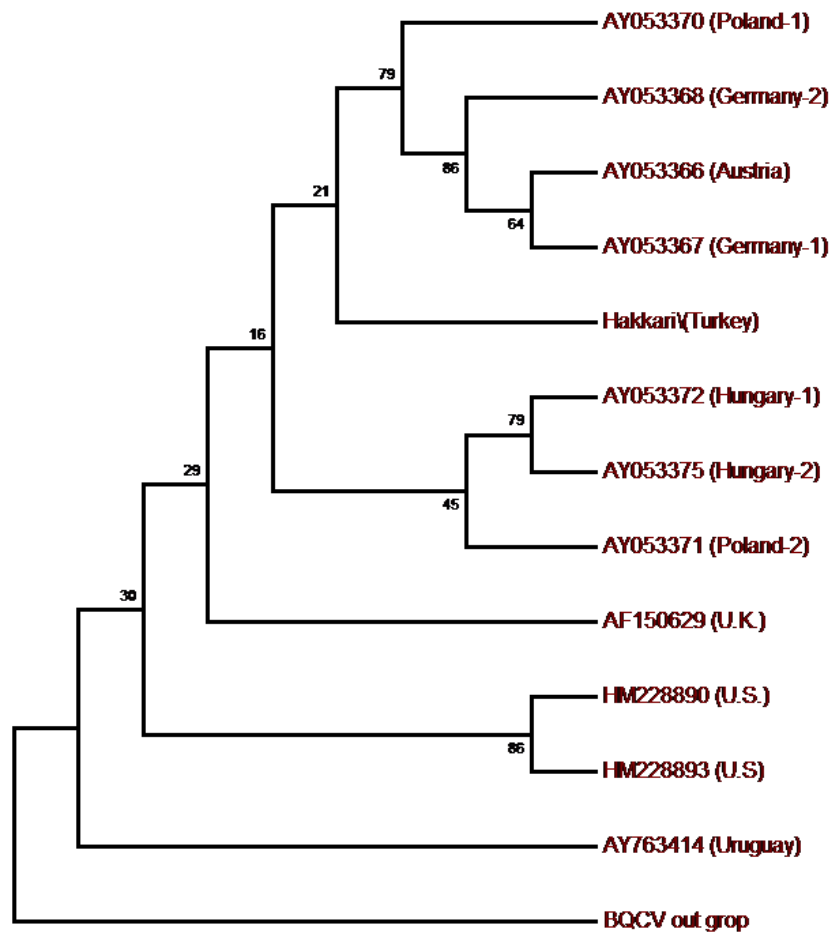 AY053370 (Poland-1)
79
AY053368 (Germany-2)
86
AY053366 (Austria)
64
AY053367 (Germany-1)
21
Hakkari\(Turkey)
16
AY053372 (Hungary-1)
79
AY053375 (Hungary-2)
29
45
AY053371 (Poland-2)
30
AF150629 (U.K.)
HM228890 (U.S.)
86
HM228893 (U.S)
AY763414 (Uruguay)
BQCV out grop